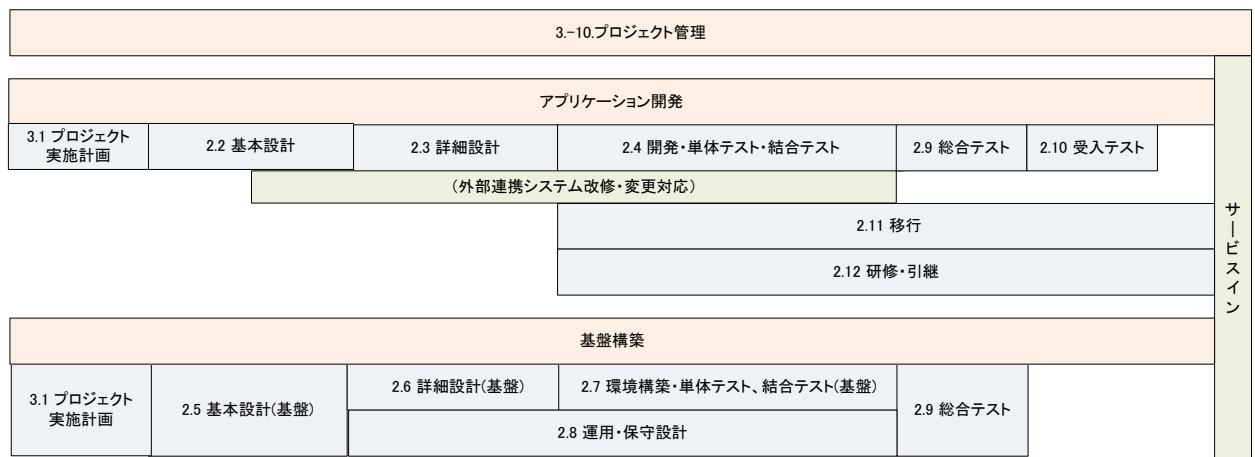 3.-10.プロジェクト管理
アプリケーション開発
3.1 プロジェクト
実施計画
2.2 基本設計
2.3 詳細設計
2.4 開発・単体テスト・結合テスト
2.9 総合テスト
2.10 受入テスト
(外部連携システム改修・変更対応)
2.11 移行
2.12 研修・引継
サービスイン
基盤構築
3.1 プロジェクト
実施計画
2.5 基本設計(基盤)
2.6 詳細設計(基盤)
2.7 環境構築・単体テスト、結合テスト(基盤)
2.8 運用・保守設計
2.9 総合テスト